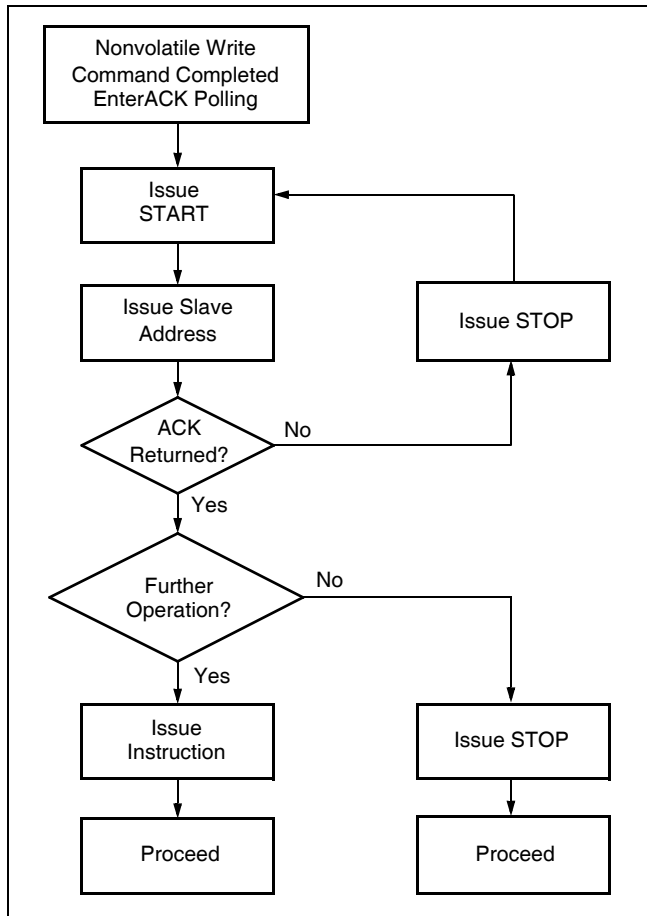 Nonvolatile Write
Command Completed
EnterACK Polling
Issue
START
Issue Slave
Address
Issue STOP
ACK
Returned?
No
Yes
Further
Operation?
No
Yes
Issue
Instruction
Issue STOP
Proceed
Proceed